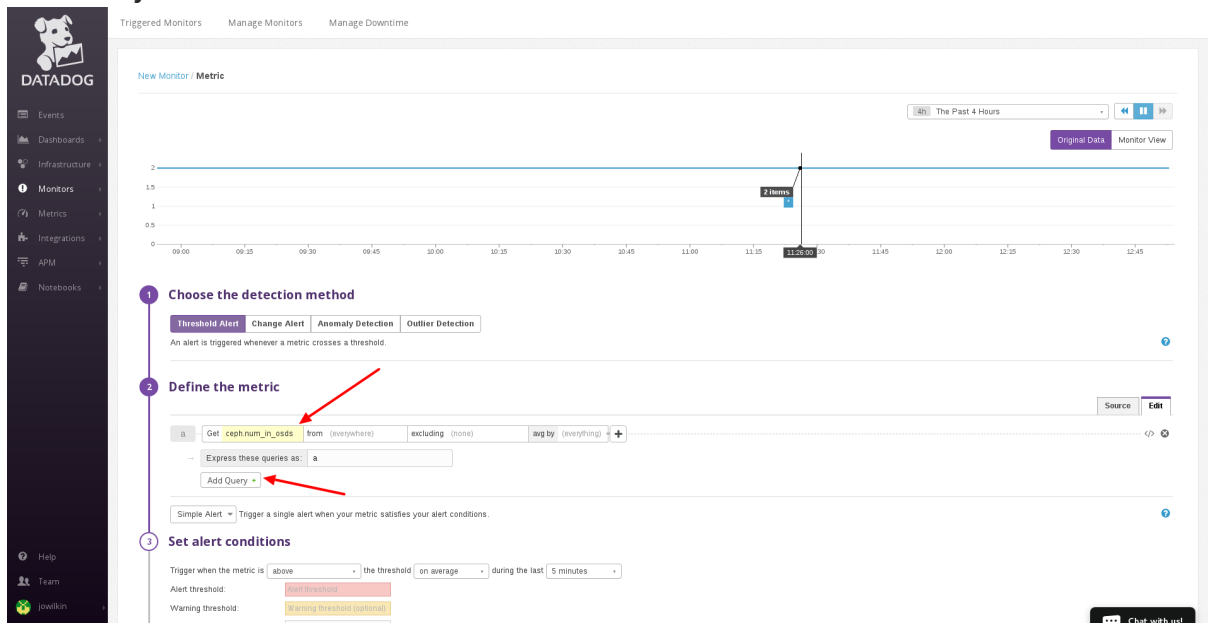 Triggered Monitors Manage Monitors Manage Downtime
DATADOG
Events
Dashboards
Infrastructure
Monitors
Metrics
Integrations
APM
Notebooks
Help
Team
jowilkin
New Monitor / Metric
4h The Past 4 Hours
Original Data Monitor View
2
1.5
1
0.5
0
2 items
*
09:00 09:15 09:30 09:45 10:00 10:15 10:30 10:45 11:00 11:15 11:26:00 30 11:45 12:00 12:15 12:30 12:45
1 Choose the detection method
Threshold Alert Change Alert Anomaly Detection Outlier Detection
An alert is triggered whenever a metric crosses a threshold.
2 Define the metric
Source Edit
a Get ceph.num_in_osds from (everywhere) excluding (none) avg by (everything) +
Express these queries as: a
Add Query +
Simple Alert Trigger a single alert when your metric satisfies your alert conditions.
3 Set alert conditions
Trigger when the metric is above the threshold on average during the last 5 minutes
Alert threshold: Alert threshold
Warning threshold: Warning threshold (optional)
Chat with us!